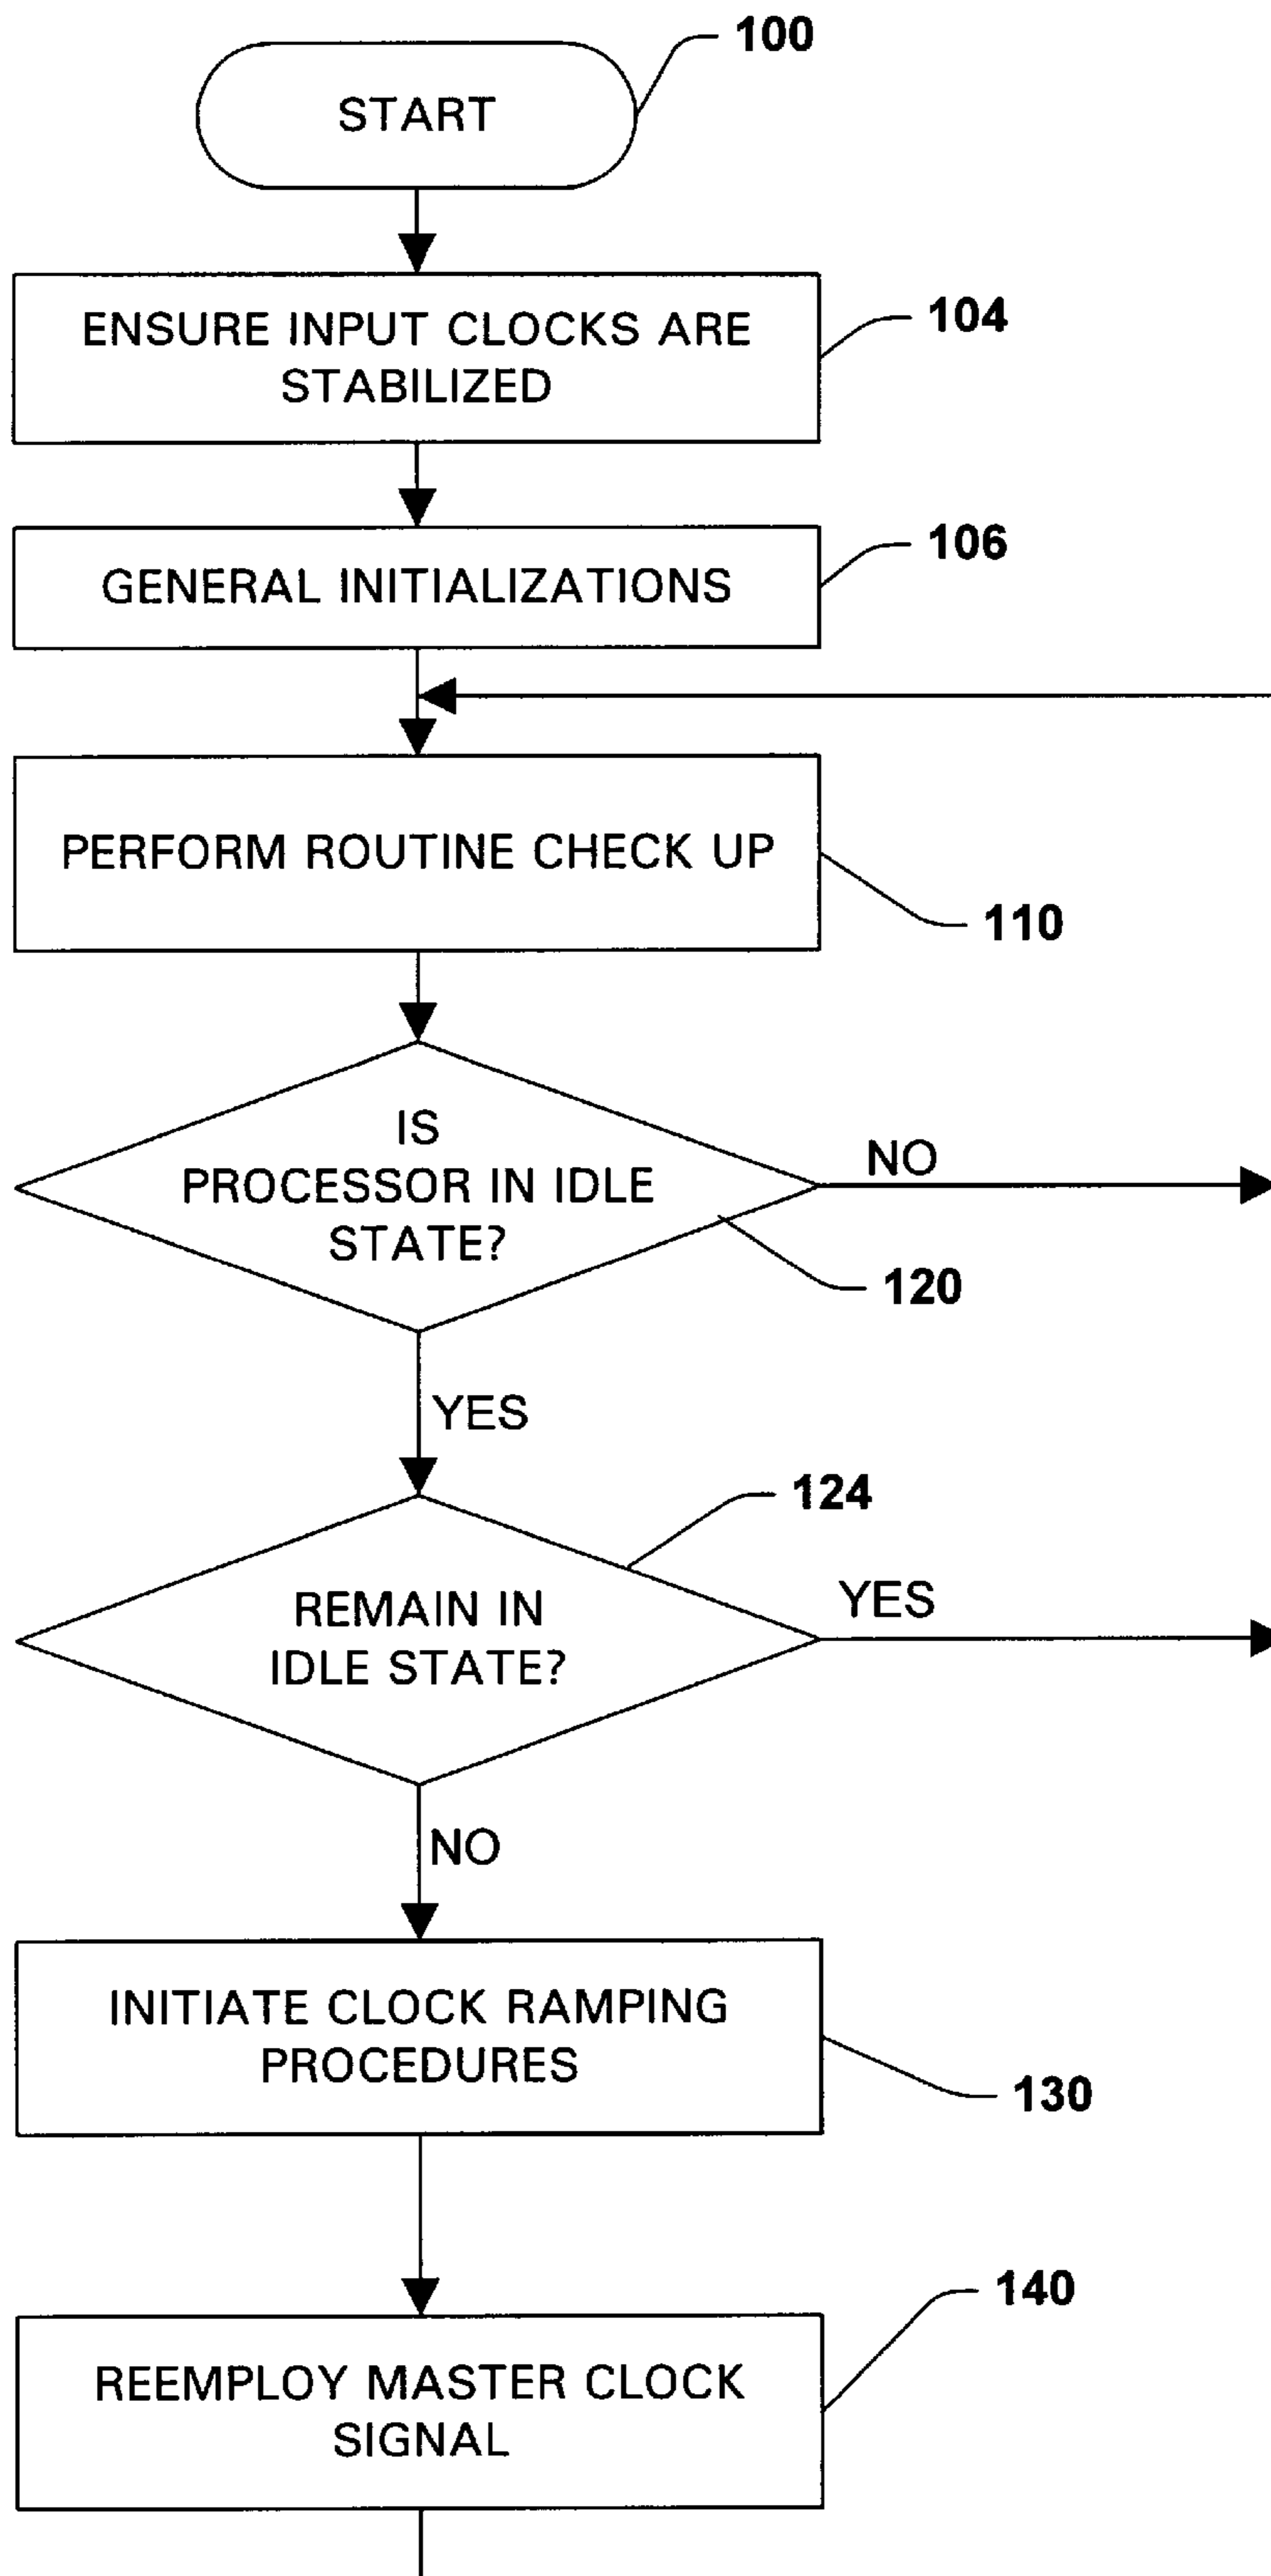 100
START
ENSURE INPUT CLOCKS ARE
STABILIZED
104
GENERAL INITIALIZATIONS
106
PERFORM ROUTINE CHECK UP
110
IS
PROCESSOR IN IDLE
STATE?
NO
120
YES
124
REMAIN IN
IDLE STATE?
YES
NO
INITIATE CLOCK RAMPING
PROCEDURES
130
140
REEMPLOY MASTER CLOCK
SIGNAL